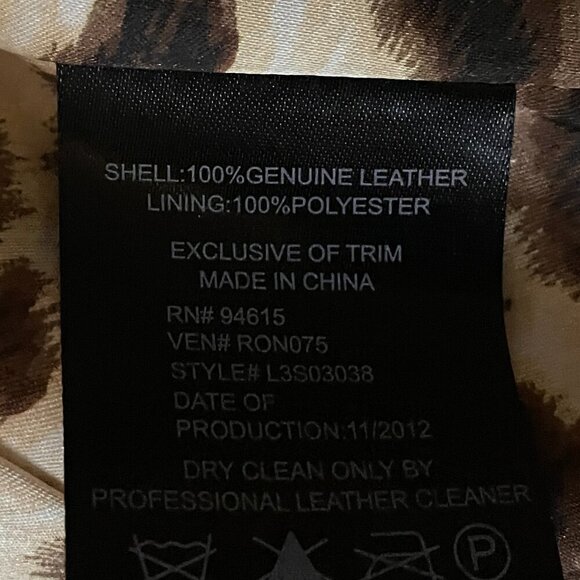 SHELL:100%GENUINE LEATHER
LINING:100%POLYESTER
EXCLUSIVE OF TRIM
MADE IN CHINA
RN# 94615
VEN# RON075
STYLE# L3S03038
DATE OF
PRODUCTION:11/2012
DRY CLEAN ONLY BY
PROFESSIONAL LEATHER CLEANER
P